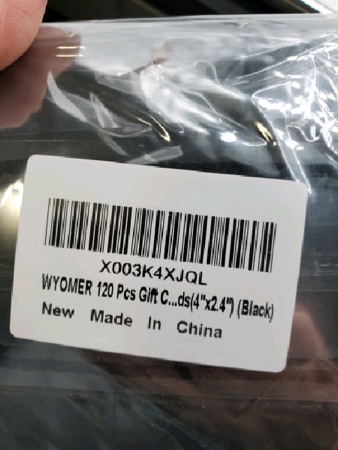 X003K4XJQL
WYOMER 120 Pcs Gift C...ds(4"x2.4") (Black)
New Made In China